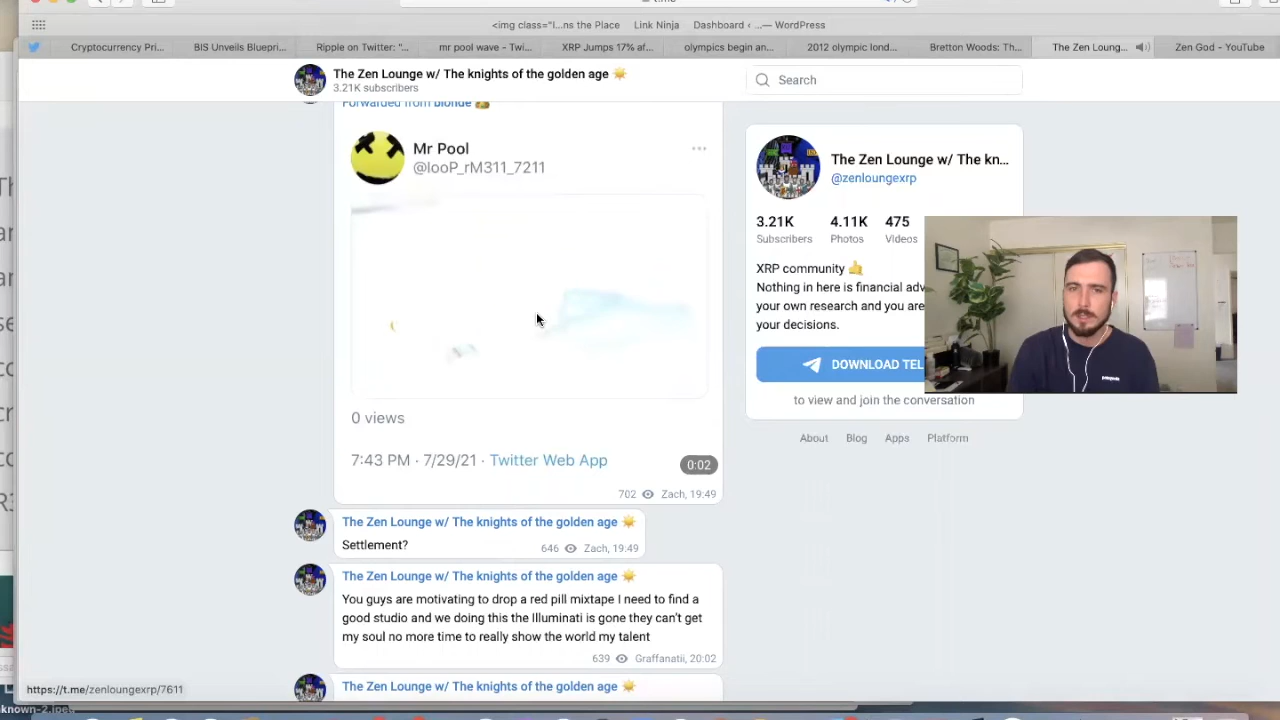 t.me
<img class="I...ns the Place Link Ninja Dashboard ‹ ...— WordPress
Cryptocurrency Pri... BIS Unveils Bluepri... Ripple on Twitter: "... mr pool wave - Twi... XRP Jumps 17% af... olympics begin an... 2012 olympic lond... Bretton Woods: Th... The Zen Loung... Zen God - YouTube
The Zen Lounge w/ The knights of the golden age ☀️
3.21K subscribers
Search
Forwarded from blonde
Mr Pool
@looP_rM311_7211
0 views
7:43 PM · 7/29/21 · Twitter Web App
0:02
702 Zach, 19:49
The Zen Lounge w/ The knights of the golden age ☀️
Settlement?
646 Zach, 19:49
The Zen Lounge w/ The knights of the golden age ☀️
You guys are motivating to drop a red pill mixtape I need to find a
good studio and we doing this the Illuminati is gone they can't get
my soul no more time to really show the world my talent
639 Graffanatii, 20:02
The Zen Lounge w/ The knights of the golden age ☀️
The Zen Lounge w/ The kn...
@zenloungexrp
3.21K 4.11K 475
Subscribers Photos Videos
XRP community 👍
Nothing in here is financial adv
your own research and you are
your decisions.
DOWNLOAD TEL
to view and join the conversation
About Blog Apps Platform
https://t.me/zenloungexrp/7611
known-2.jpeg